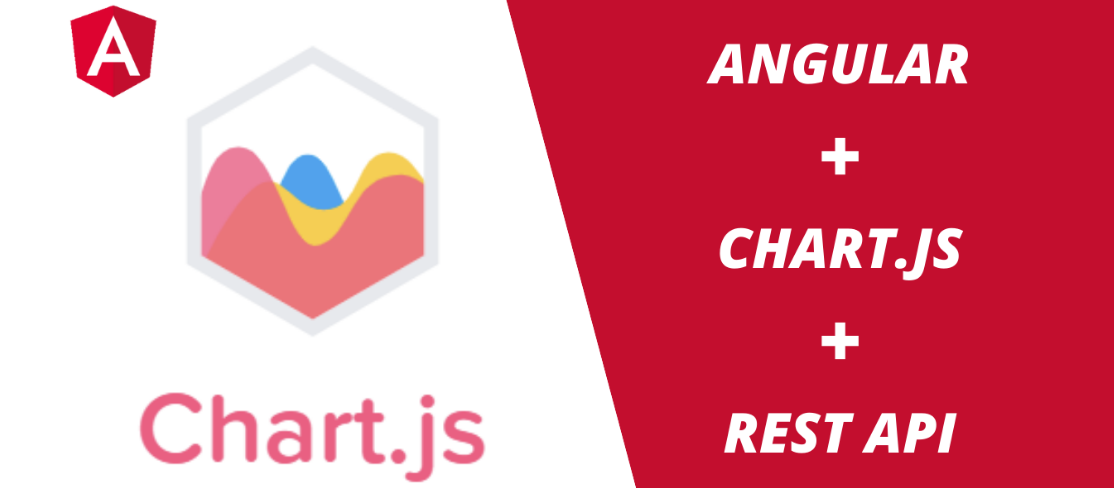 A
Chart.js
ANGULAR
+
CHART.JS
+
REST API